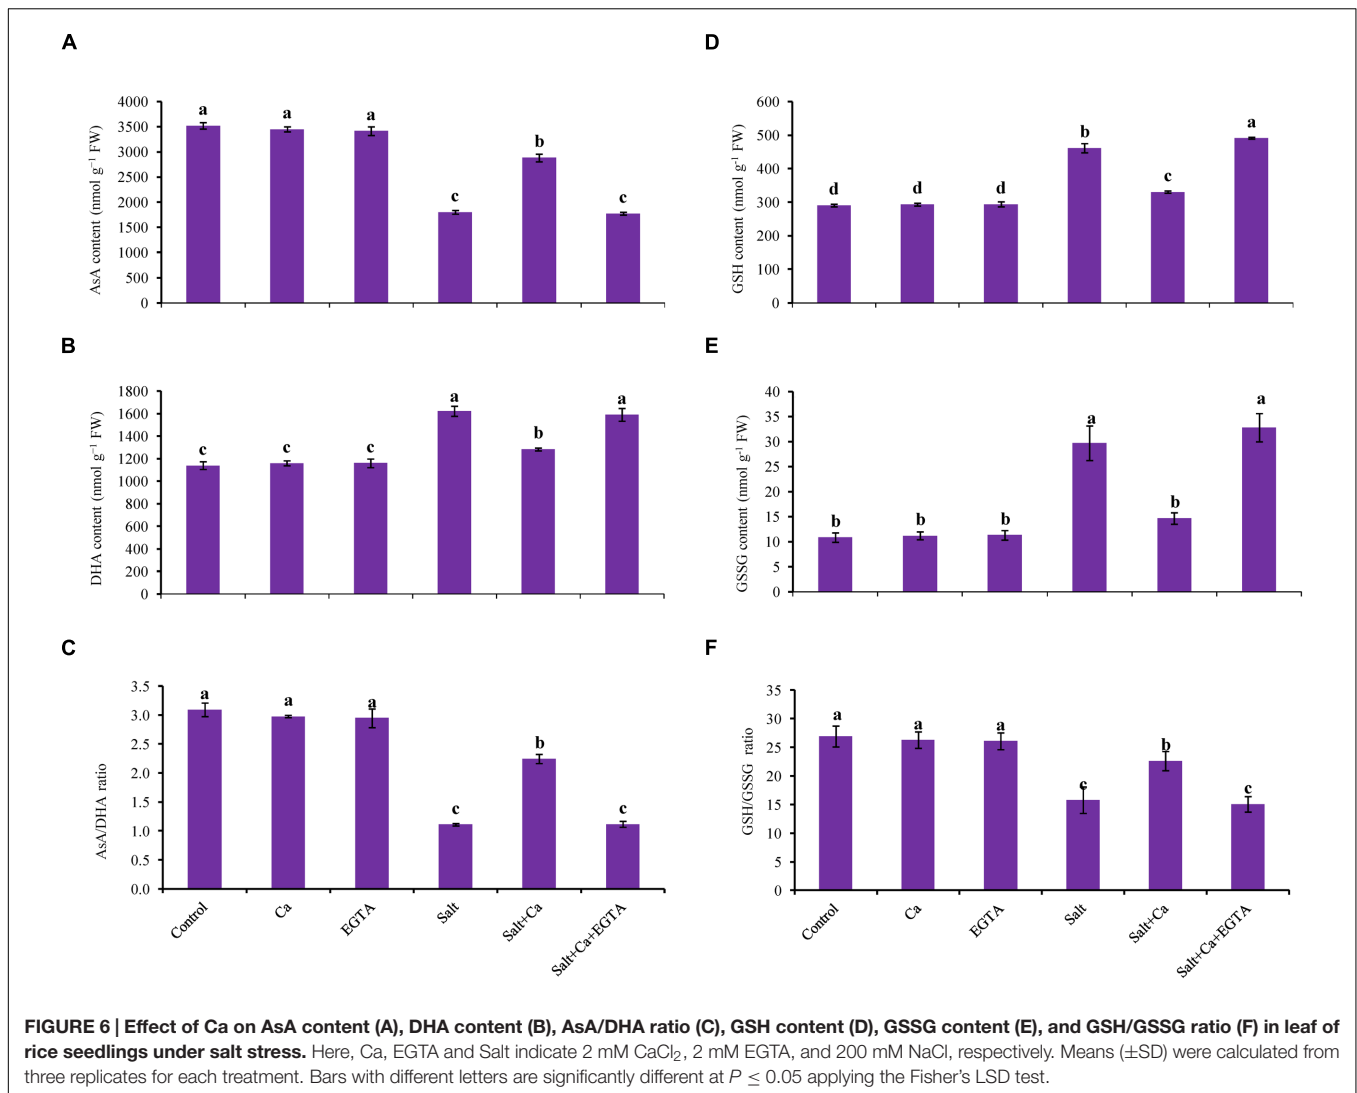 A
AsA content (nmol g⁻¹ FW)
4000
3500
3000
2500
2000
1500
1000
500
0
a
a
a
c
b
c
B
DHA content (nmol g⁻¹ FW)
1800
1600
1400
1200
1000
800
600
400
200
0
c
c
c
a
b
a
C
AsA/DHA ratio
3.5
3.0
2.5
2.0
1.5
1.0
0.5
0.0
a
a
a
c
b
c
Control
Ca
EGTA
Salt
Salt+Ca
Salt+Ca+EGTA
D
GSH content (nmol g⁻¹ FW)
600
500
400
300
200
100
0
d
d
d
b
c
a
E
GSSG content (nmol g⁻¹ FW)
40
35
30
25
20
15
10
5
0
b
b
b
a
b
a
F
GSH/GSSG ratio
35
30
25
20
15
10
5
0
a
a
a
c
b
c
Control
Ca
EGTA
Salt
Salt+Ca
Salt+Ca+EGTA
FIGURE 6 | Effect of Ca on AsA content (A), DHA content (B), AsA/DHA ratio (C), GSH content (D), GSSG content (E), and GSH/GSSG ratio (F) in leaf of
rice seedlings under salt stress. Here, Ca, EGTA and Salt indicate 2 mM CaCl₂, 2 mM EGTA, and 200 mM NaCl, respectively. Means (±SD) were calculated from
three replicates for each treatment. Bars with different letters are significantly different at P ≤ 0.05 applying the Fisher's LSD test.